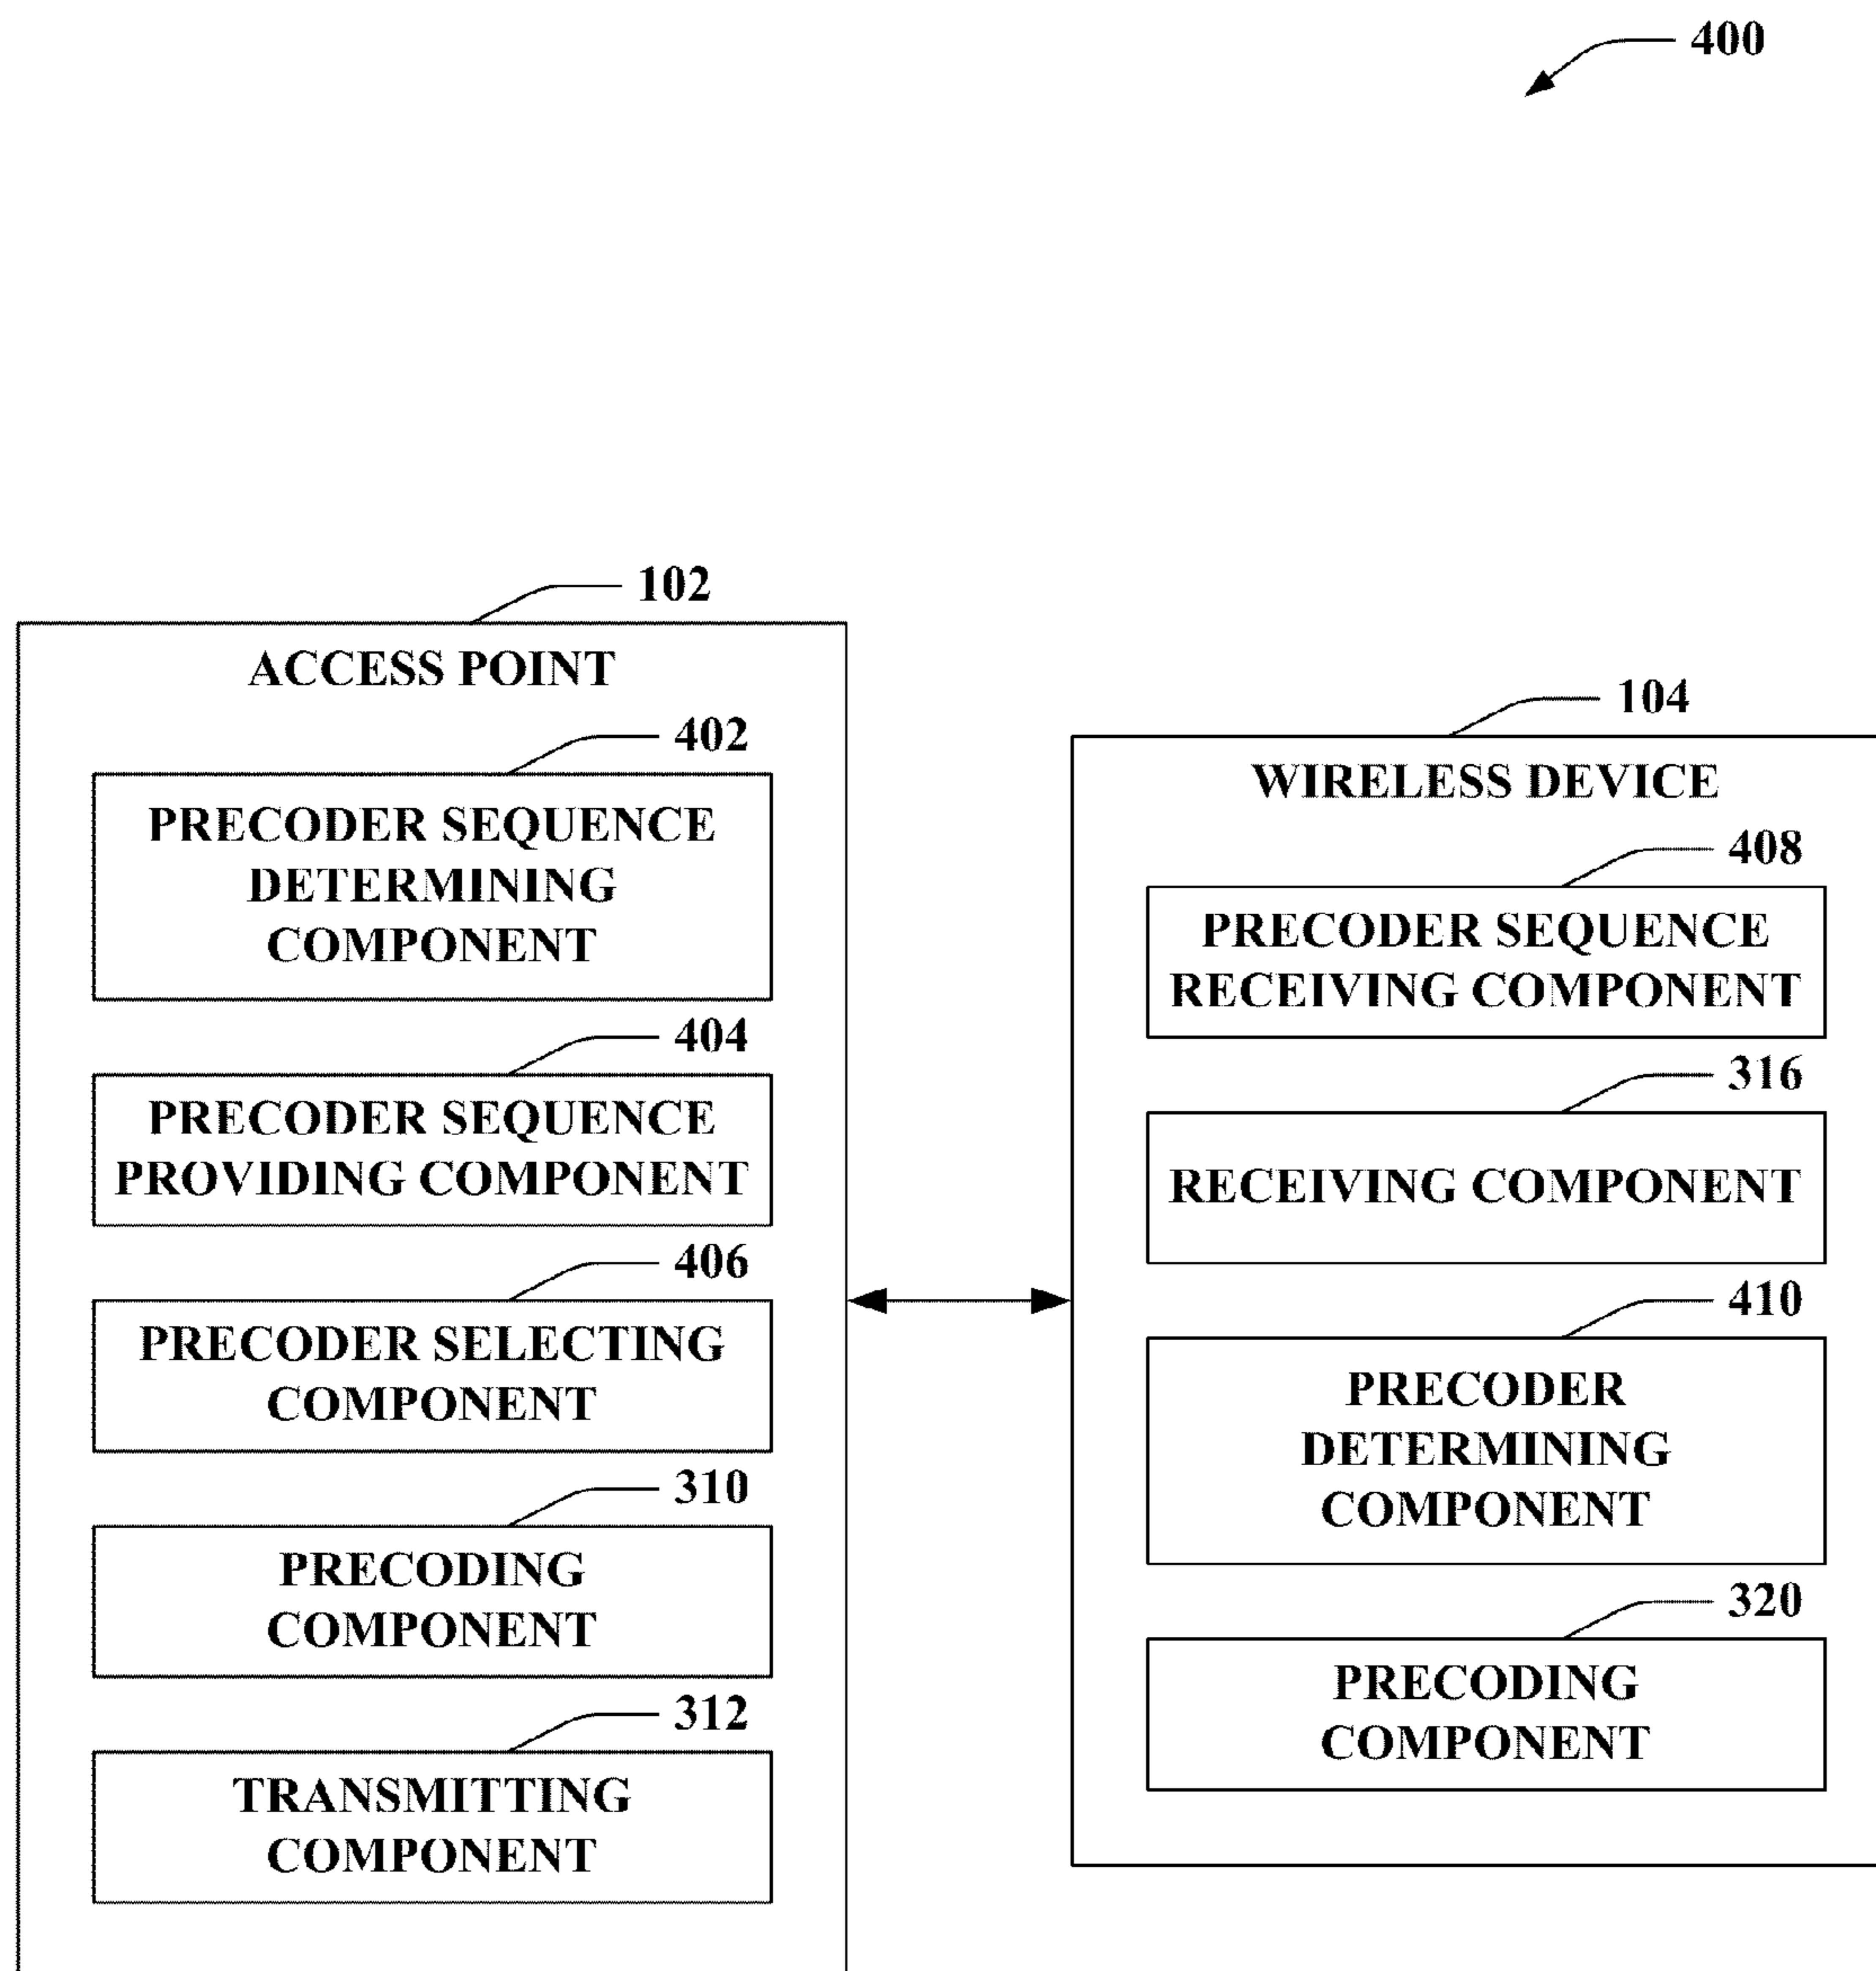 400
102
ACCESS POINT
402
PRECODER SEQUENCE
DETERMINING
COMPONENT
404
PRECODER SEQUENCE
PROVIDING COMPONENT
406
PRECODER SELECTING
COMPONENT
310
PRECODING
COMPONENT
312
TRANSMITTING
COMPONENT
104
WIRELESS DEVICE
408
PRECODER SEQUENCE
RECEIVING COMPONENT
316
RECEIVING COMPONENT
410
PRECODER
DETERMINING
COMPONENT
320
PRECODING
COMPONENT